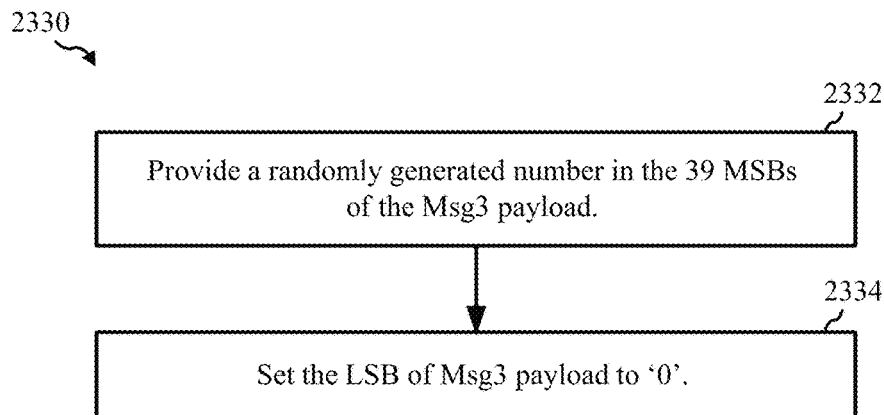 2330
2332
Provide a randomly generated number in the 39 MSBs
of the Msg3 payload.
2334
Set the LSB of Msg3 payload to ‘0’.